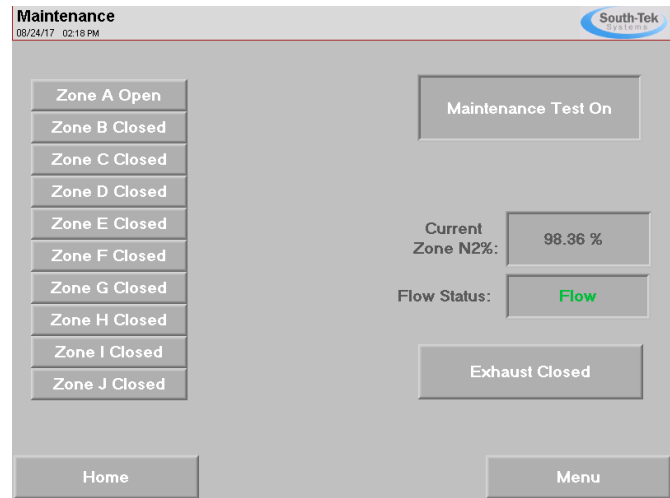 Maintenance
08/24/17 02:18 PM
South-Tek
Systems
Zone A Open
Zone B Closed
Zone C Closed
Zone D Closed
Zone E Closed
Zone F Closed
Zone G Closed
Zone H Closed
Zone I Closed
Zone J Closed
Maintenance Test On
Current
Zone N2%:
98.36 %
Flow Status:
Flow
Exhaust Closed
Home
Menu